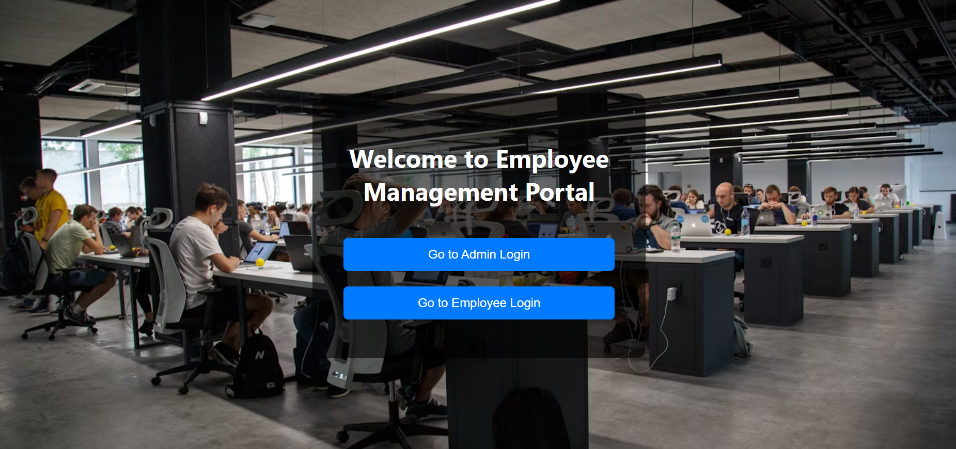 Welcome to Employee
Management Portal
Go to Admin Login
Go to Employee Login